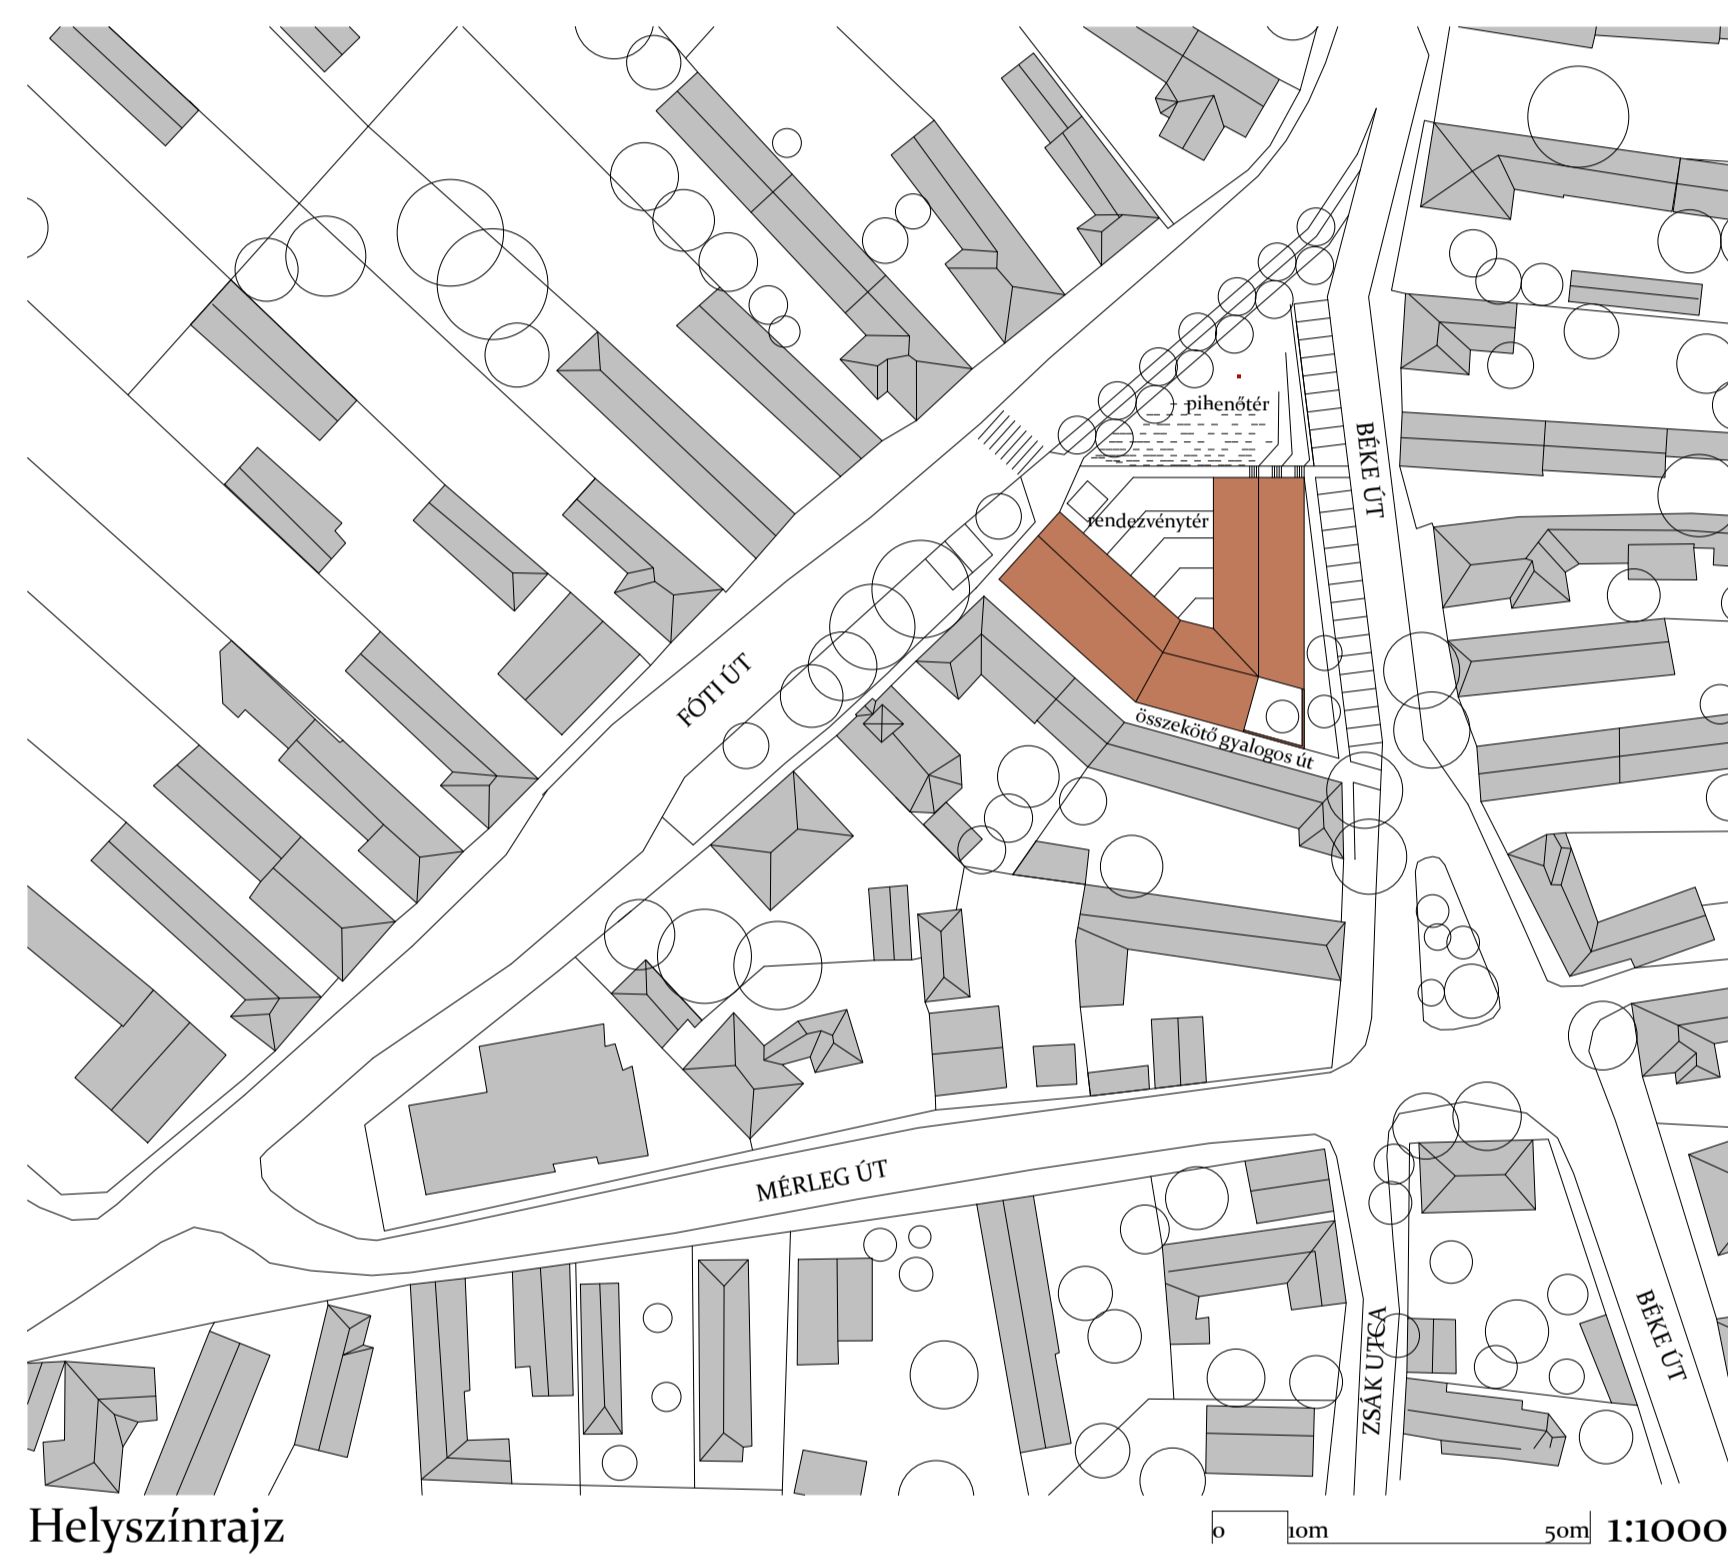 pihenőtér
BÉKE ÚT
rendezvénytér
FÓTI ÚT
összekötő gyalogos út
MÉRLEG ÚT
ZSÁK UTCA
BÉKE ÚT
Helyszínrajz
0 10m 50m 1:1000